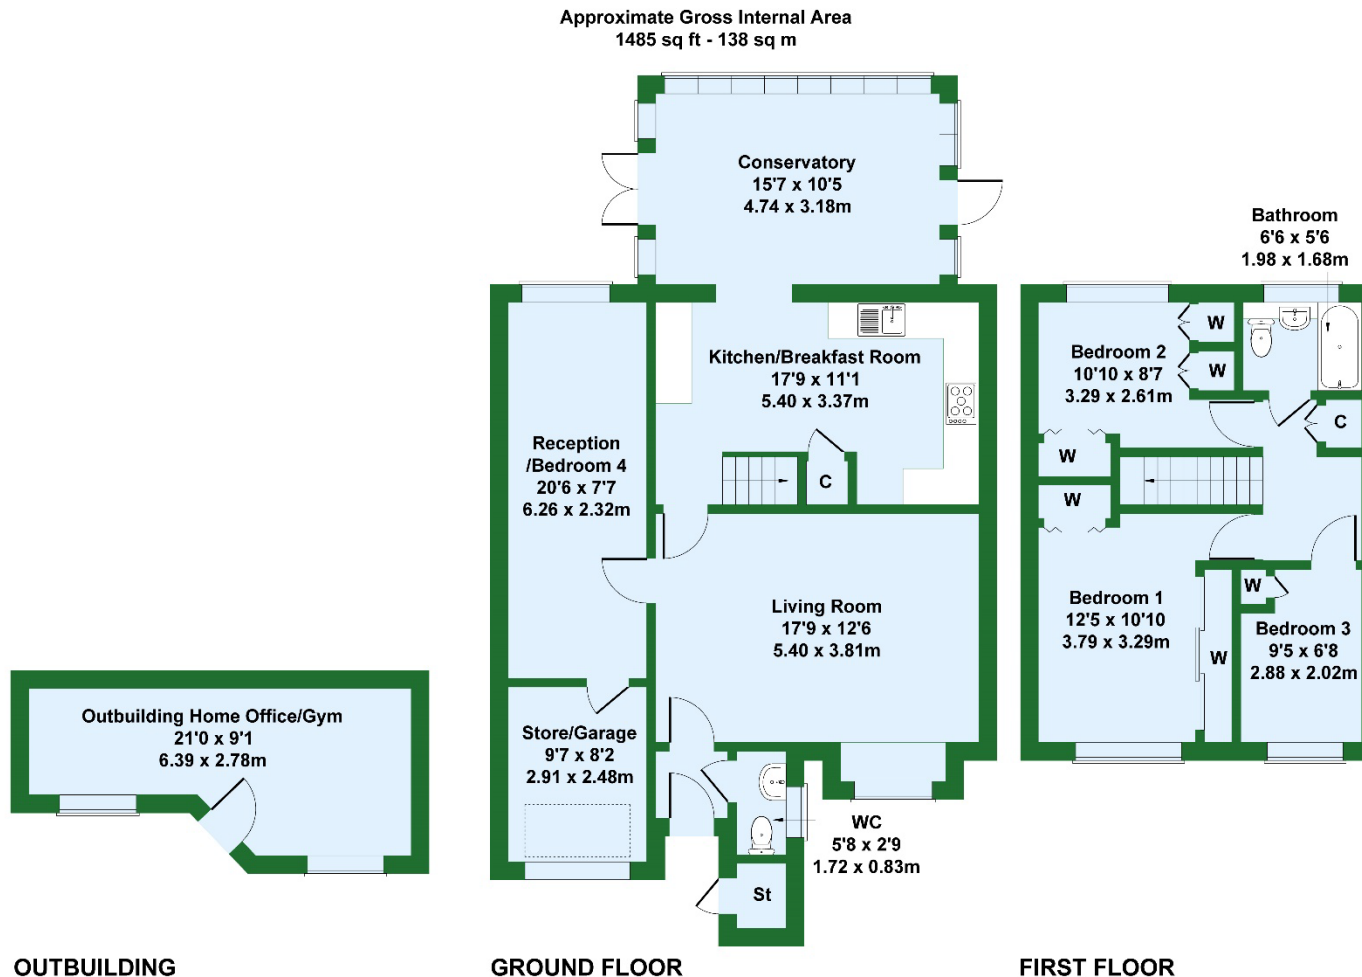 Approximate Gross Internal Area
1485 sq ft - 138 sq m
Conservatory
15'7 x 10'5
4.74 x 3.18m
Bathroom
6'6 x 5'6
1.98 x 1.68m
Kitchen/Breakfast Room
17'9 x 11'1
5.40 x 3.37m
C
Reception
/Bedroom 4
20'6 x 7'7
6.26 x 2.32m
Living Room
17'9 x 12'6
5.40 x 3.81m
Store/Garage
9'7 x 8'2
2.91 x 2.48m
WC
5'8 x 2'9
1.72 x 0.83m
St
Bedroom 2
10'10 x 8'7
3.29 x 2.61m
W
W
C
W
W
Bedroom 1
12'5 x 10'10
3.79 x 3.29m
W
W
Bedroom 3
9'5 x 6'8
2.88 x 2.02m
Outbuilding Home Office/Gym
21'0 x 9'1
6.39 x 2.78m
OUTBUILDING
GROUND FLOOR
FIRST FLOOR